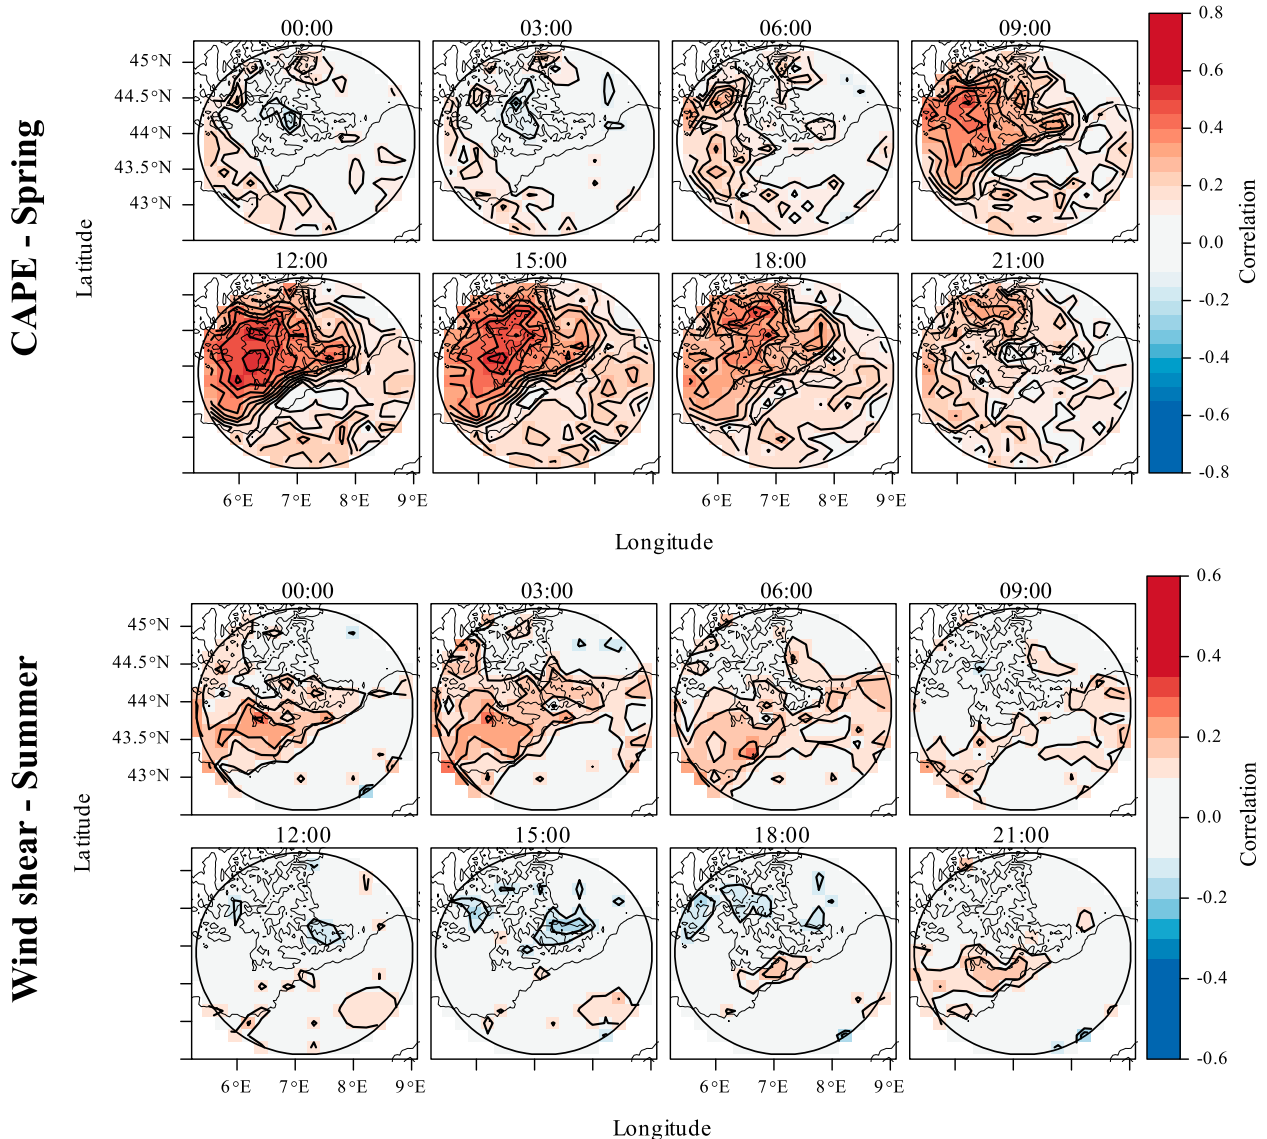 CAPE - Spring
Latitude
00:00 03:00 06:00 09:00
45°N
44.5°N
44°N
43.5°N
43°N
12:00 15:00 18:00 21:00
6°E 7°E 8°E 9°E 6°E 7°E 8°E 9°E
Longitude
0.8
0.6
0.4
0.2
0.0
-0.2
-0.4
-0.6
-0.8
Correlation
Wind shear - Summer
Latitude
00:00 03:00 06:00 09:00
45°N
44.5°N
44°N
43.5°N
43°N
12:00 15:00 18:00 21:00
6°E 7°E 8°E 9°E 6°E 7°E 8°E 9°E
Longitude
0.6
0.4
0.2
0.0
-0.2
-0.4
-0.6
Correlation